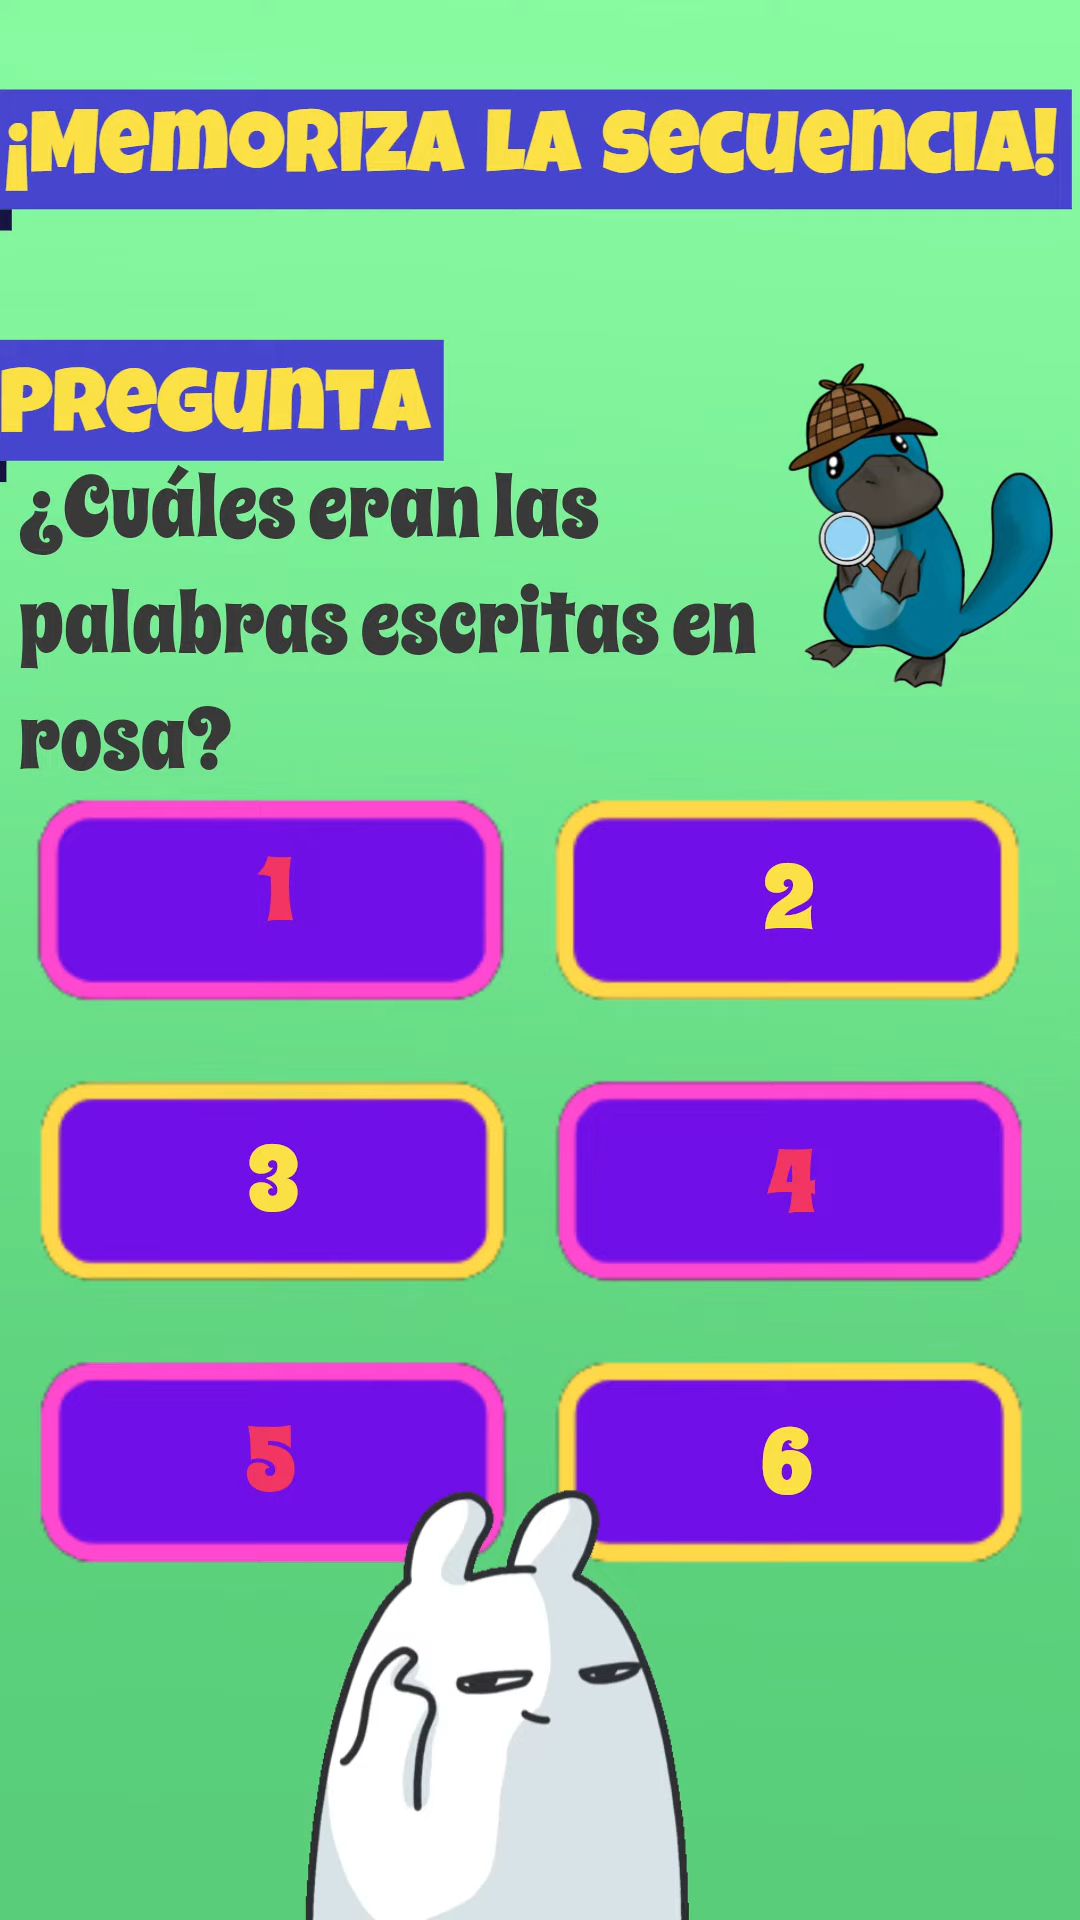 ¡MEMORIZA LA SECUENCIA!
PREGUNTA
¿Cuáles eran las
palabras escritas en
rosa?
1
2
3
4
5
6